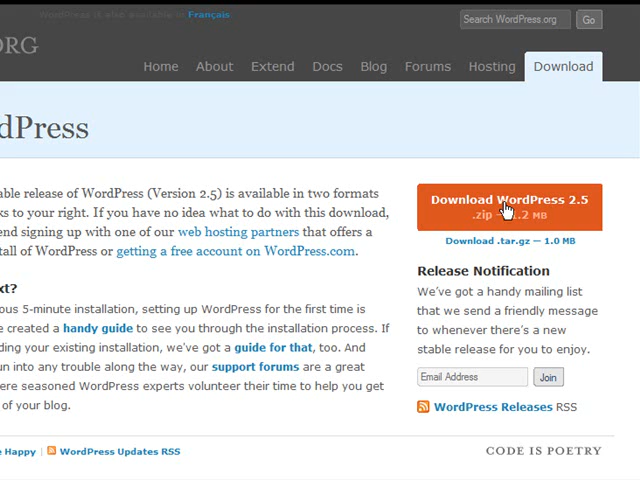 WordPress is also available in Français.
Search WordPress.org Go
ORG
Home About Extend Docs Blog Forums Hosting Download
dPress
able release of WordPress (Version 2.5) is available in two formats
ks to your right. If you have no idea what to do with this download,
end signing up with one of our web hosting partners that offers a
tall of WordPress or getting a free account on WordPress.com.
xt?
ous 5-minute installation, setting up WordPress for the first time is
e created a handy guide to see you through the installation process. If
ding your existing installation, we've got a guide for that, too. And
un into any trouble along the way, our support forums are a great
ere seasoned WordPress experts volunteer their time to help you get
of your blog.
Download WordPress 2.5
.zip — 1.2 MB
Download .tar.gz — 1.0 MB
Release Notification
We've got a handy mailing list
that we send a friendly message
to whenever there's a new
stable release for you to enjoy.
Email Address Join
WordPress Releases RSS
e Happy | WordPress Updates RSS
CODE IS POETRY